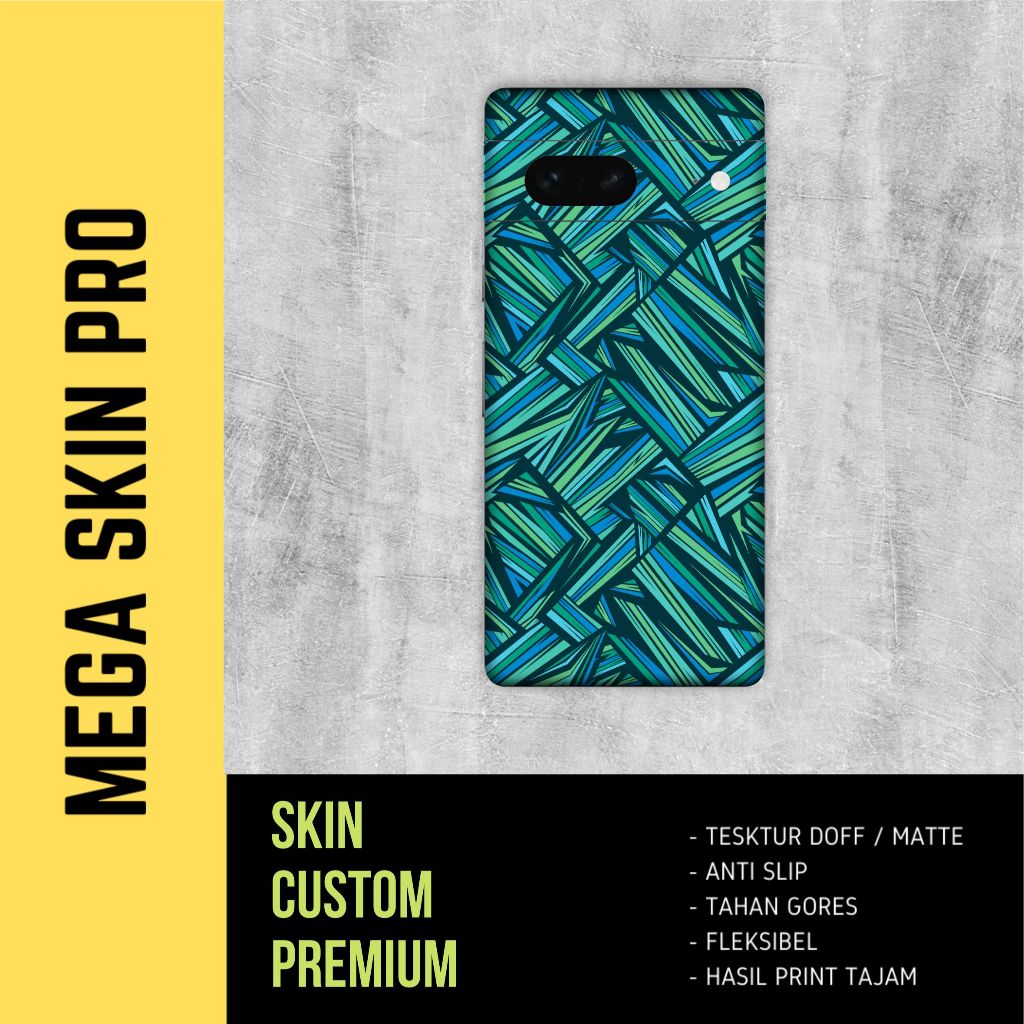 MEGA SKIN PRO
SKIN
CUSTOM
PREMIUM
- TESKTUR DOFF / MATTE
- ANTI SLIP
- TAHAN GORES
- FLEKSIBEL
- HASIL PRINT TAJAM